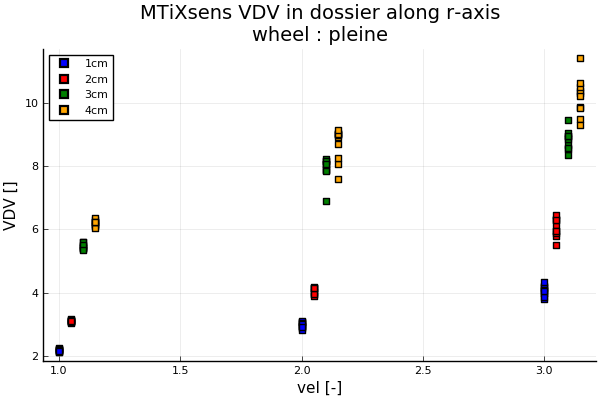 MTiXsens VDV in dossier along r-axis
wheel : pleine
1cm
2cm
3cm
4cm
VDV []
10
8
6
4
2
1.0
1.5
2.0
2.5
3.0
vel [-]